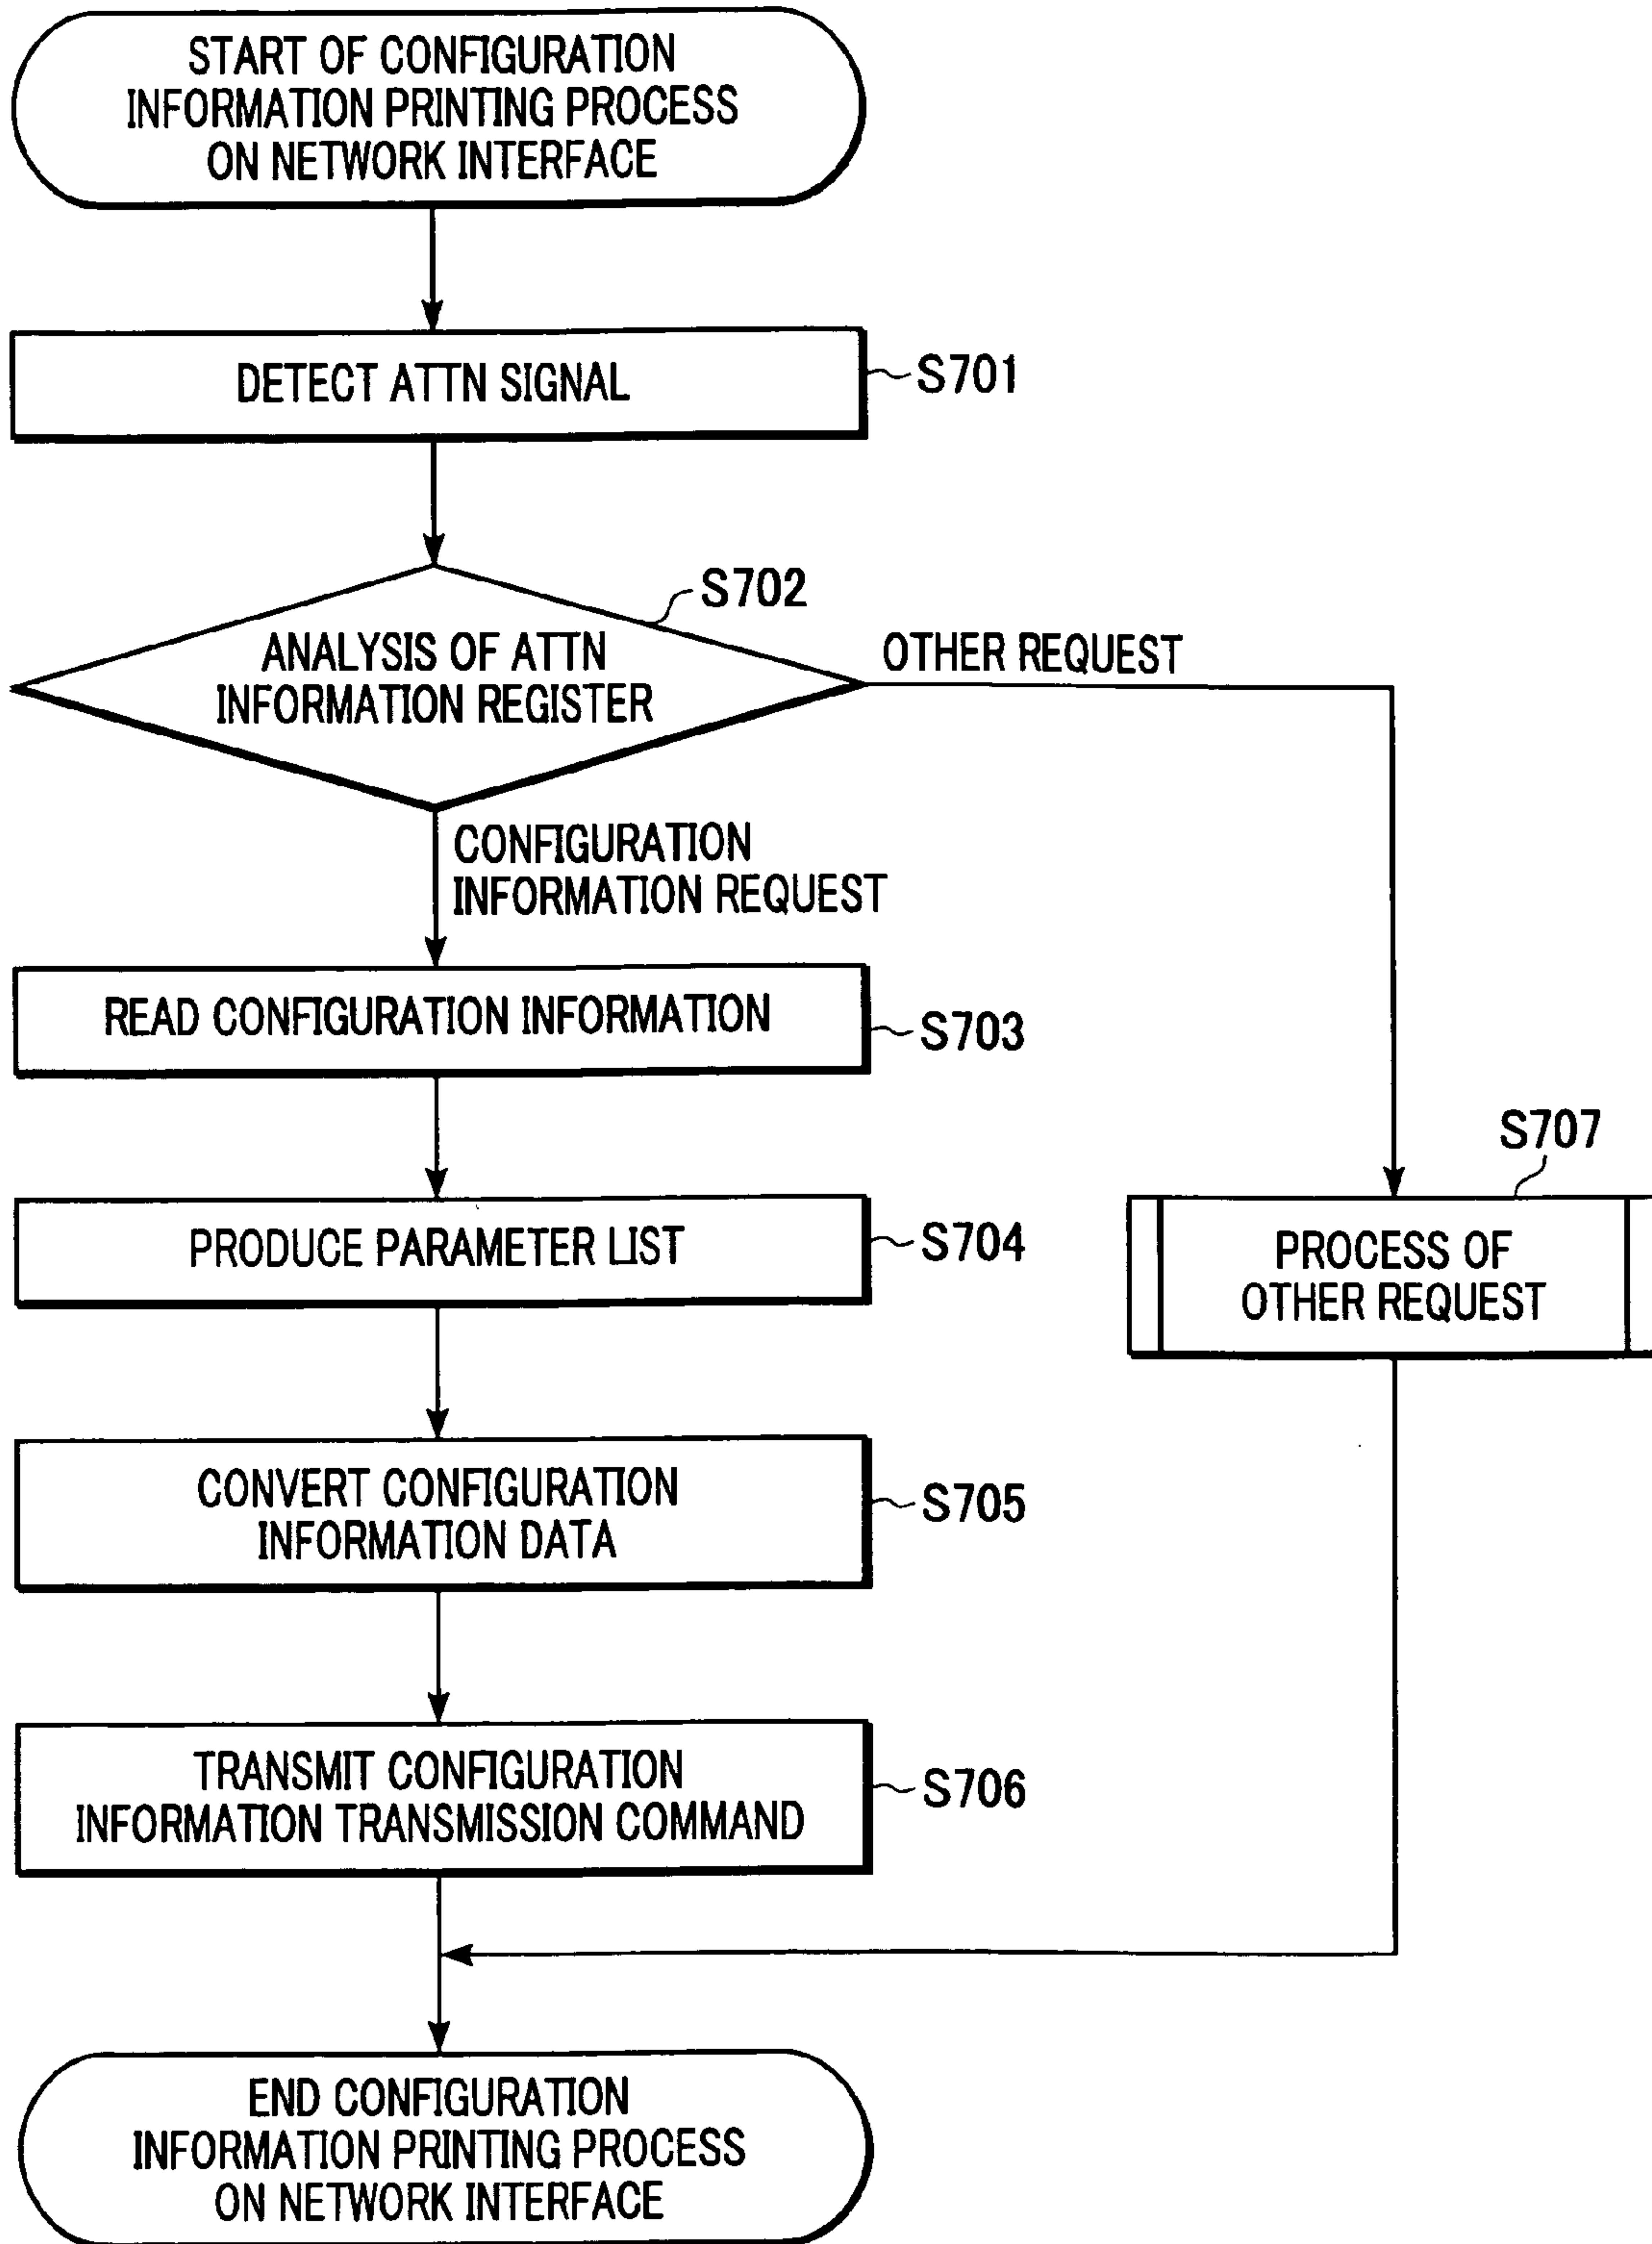 START OF CONFIGURATION
INFORMATION PRINTING PROCESS
ON NETWORK INTERFACE
DETECT ATTN SIGNAL
S701
S702
ANALYSIS OF ATTN
INFORMATION REGISTER
OTHER REQUEST
CONFIGURATION
INFORMATION REQUEST
READ CONFIGURATION INFORMATION
S703
S707
PRODUCE PARAMETER LIST
S704
PROCESS OF
OTHER REQUEST
CONVERT CONFIGURATION
INFORMATION DATA
S705
TRANSMIT CONFIGURATION
INFORMATION TRANSMISSION COMMAND
S706
END CONFIGURATION
INFORMATION PRINTING PROCESS
ON NETWORK INTERFACE